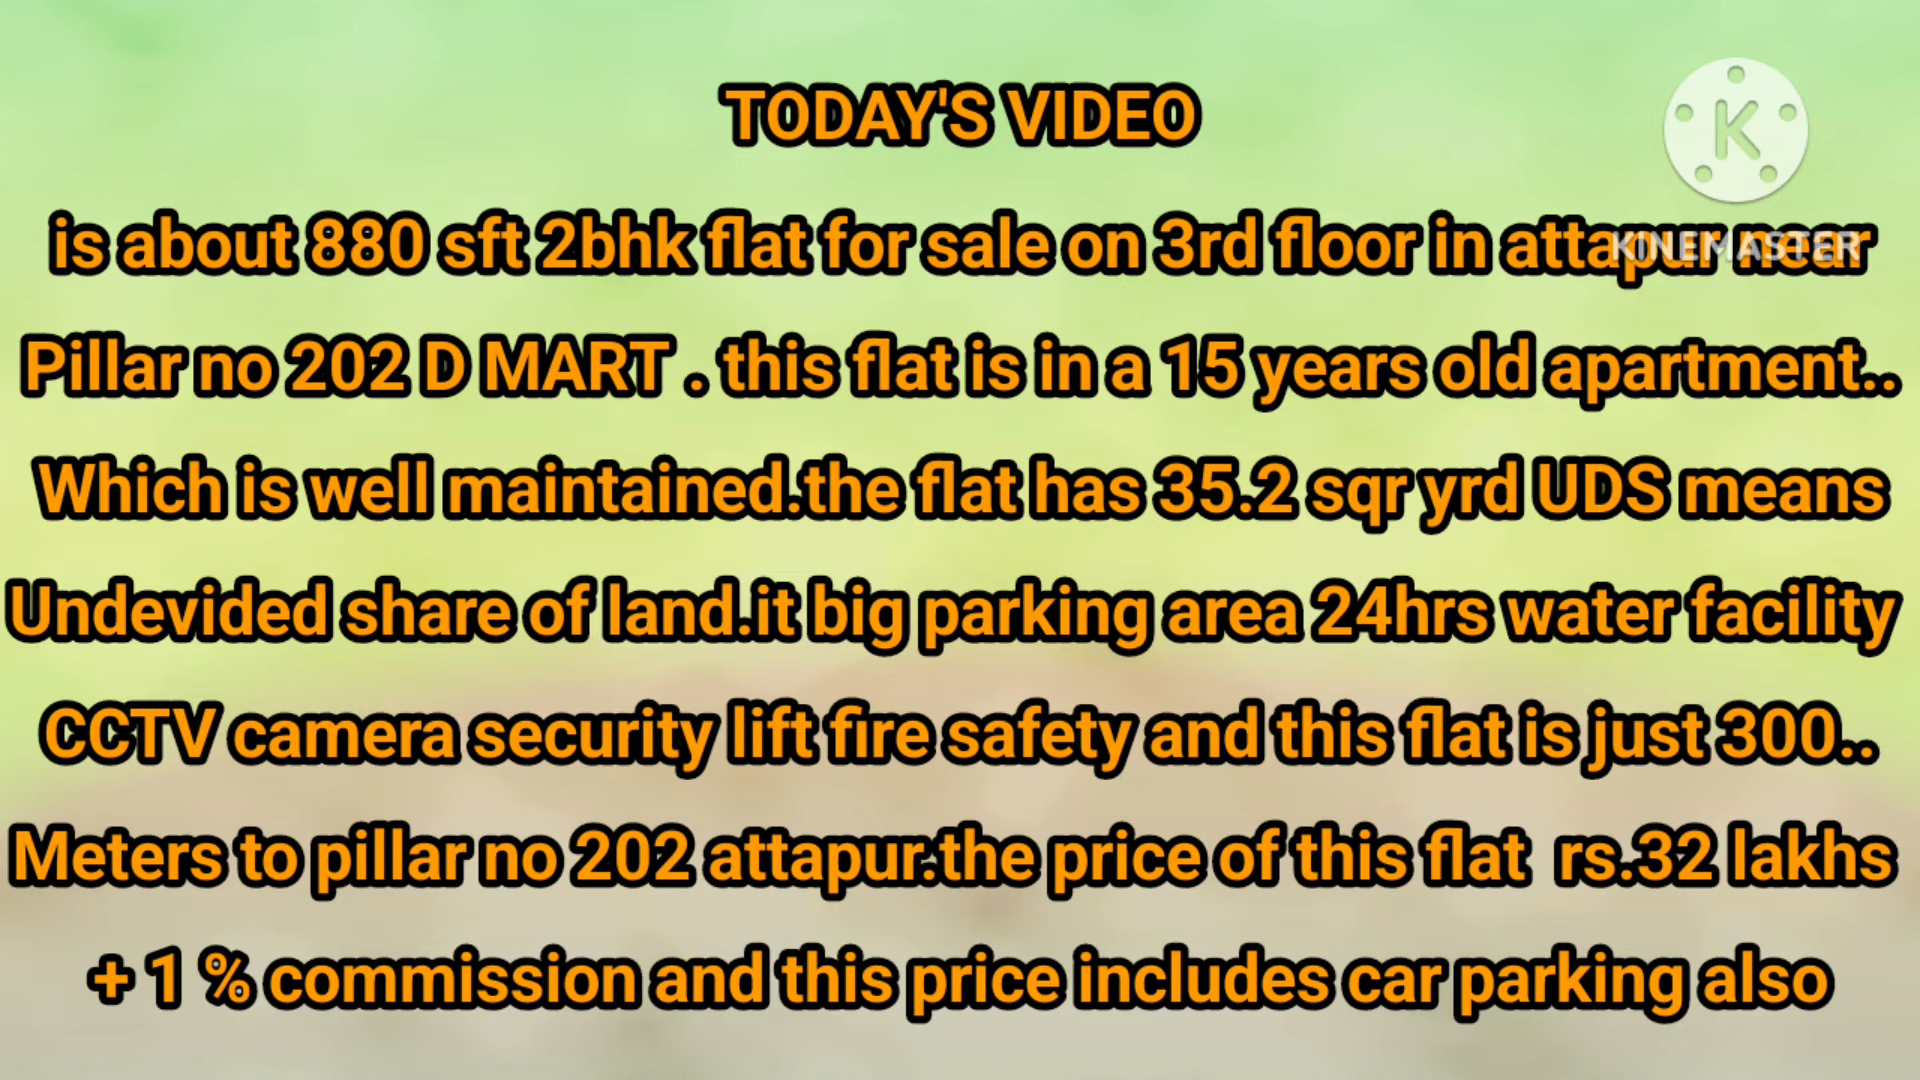 TODAY'S VIDEO
K
KINEMASTER
is about 880 sft 2bhk flat for sale on 3rd floor in attapur near
Pillar no 202 D MART . this flat is in a 15 years old apartment..
Which is well maintained.the flat has 35.2 sqr yrd UDS means
Undevided share of land.it big parking area 24hrs water facility
CCTV camera security lift fire safety and this flat is just 300..
Meters to pillar no 202 attapur.the price of this flat  rs.32 lakhs
+ 1 % commission and this price includes car parking also